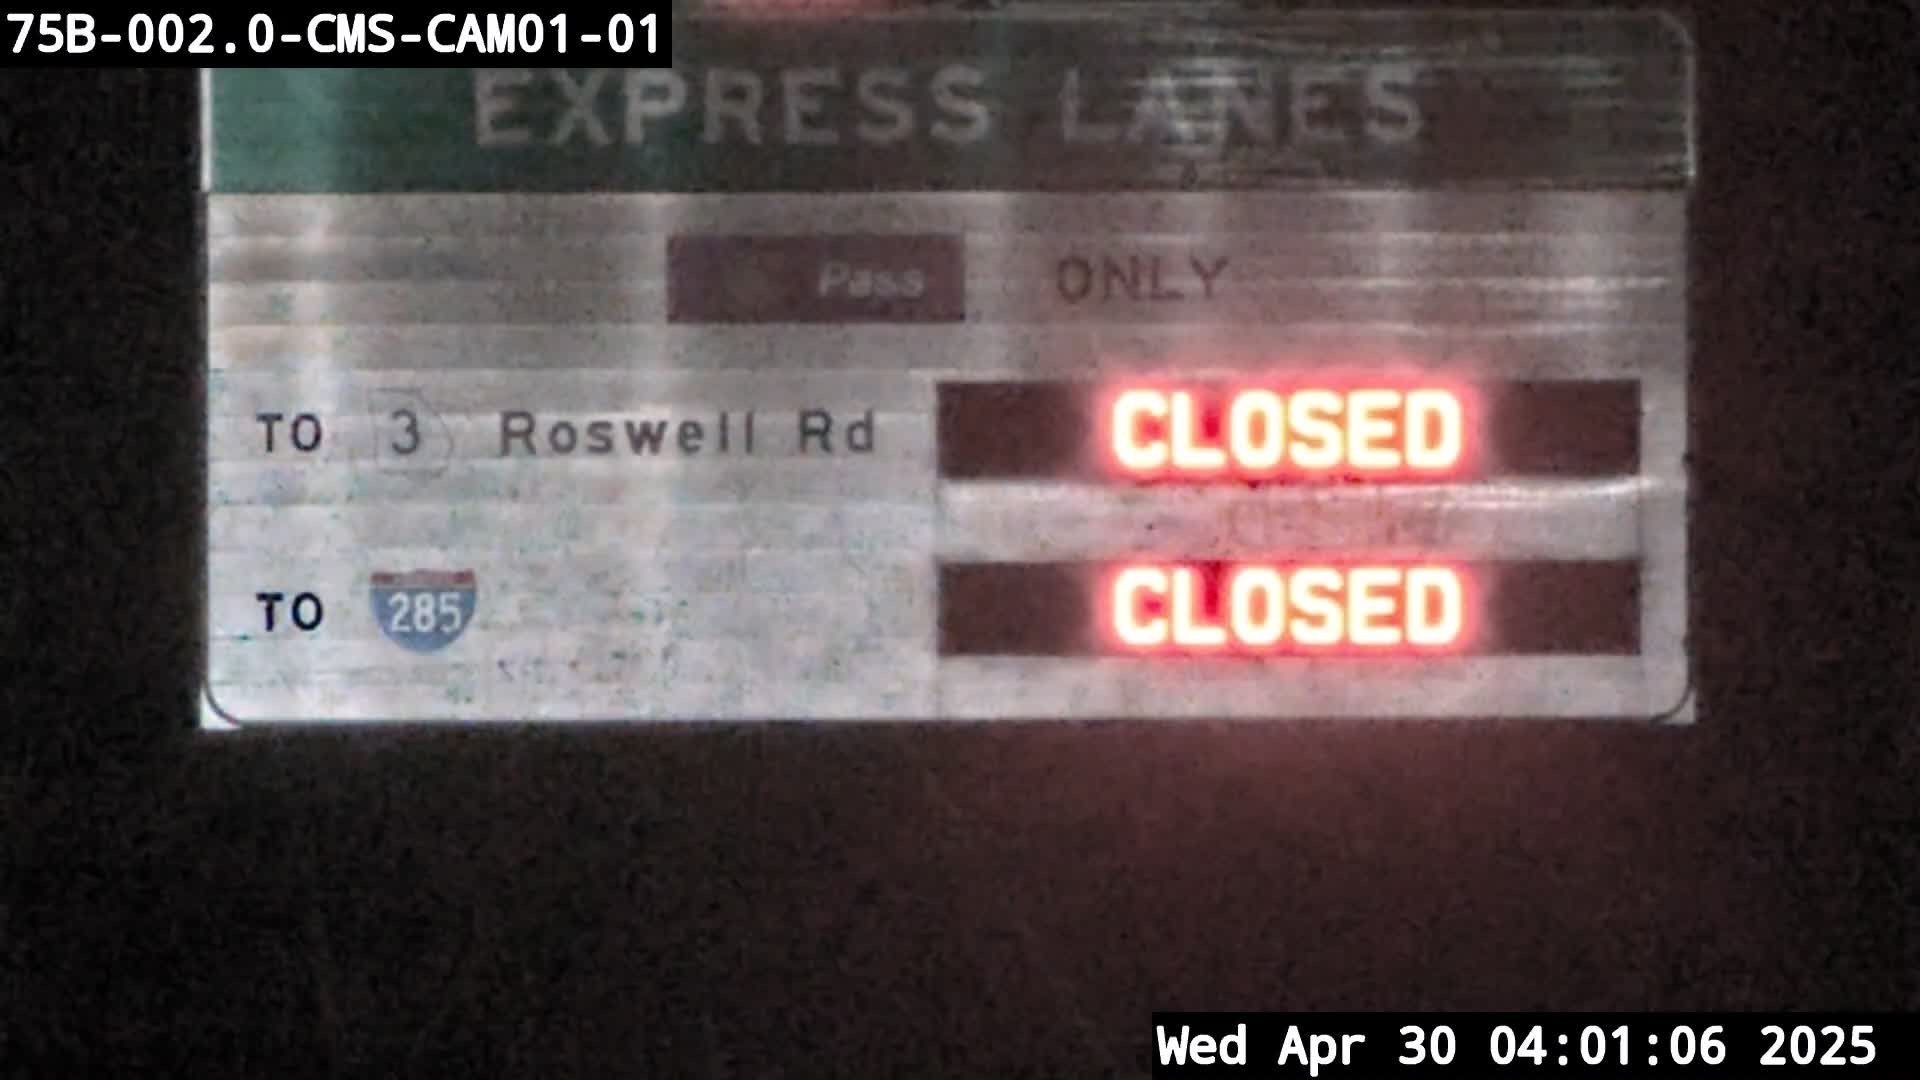 75B-002.0-CMS-CAM01-01
EXPRESS LANES
Pass ONLY
TO 3 Roswell Rd CLOSED
TO 285 CLOSED
Wed Apr 30 04:01:06 2025